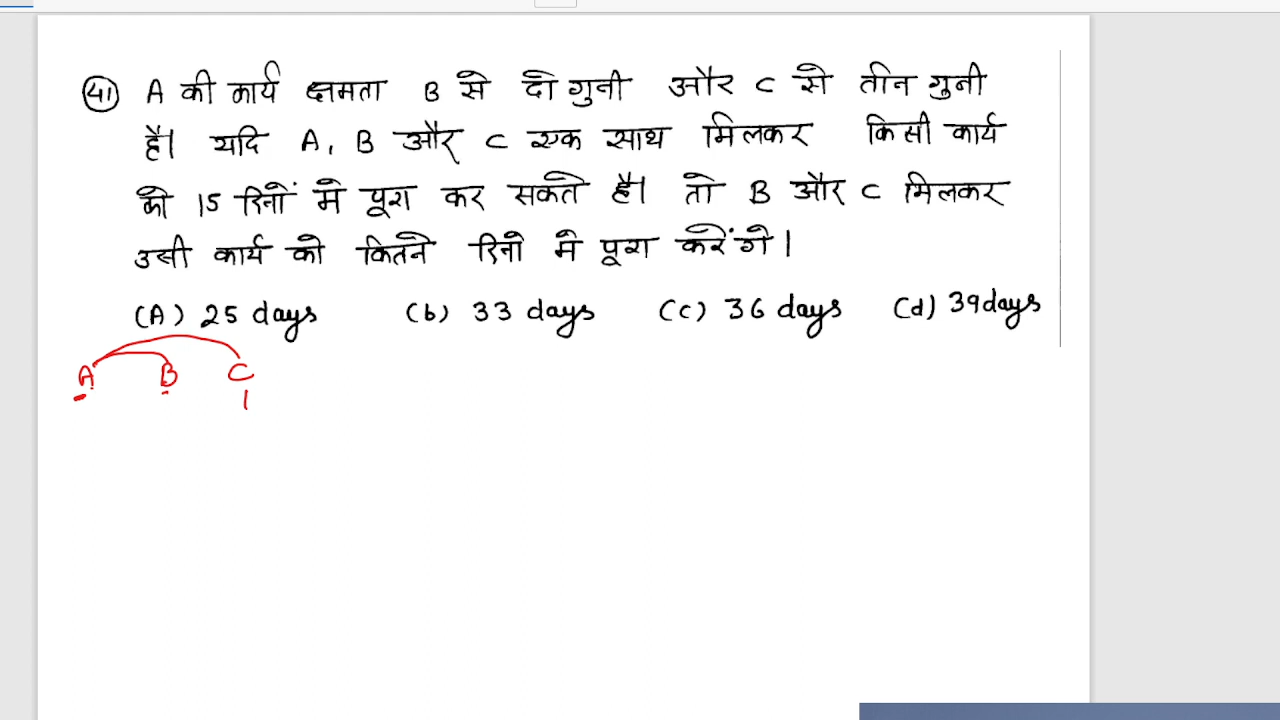 (41) A की कार्य क्षमता B से दो गुनी और C से तीन गुनी
है। यदि A, B और C एक साथ मिलकर किसी कार्य
को 15 दिनों मे पूरा कर सकते है। तो B और C मिलकर
उसी कार्य को कितने दिनो मे पूरा करेंगे।
(A) 25 days (b) 33 days (c) 36 days (d) 39 days
A B C
1